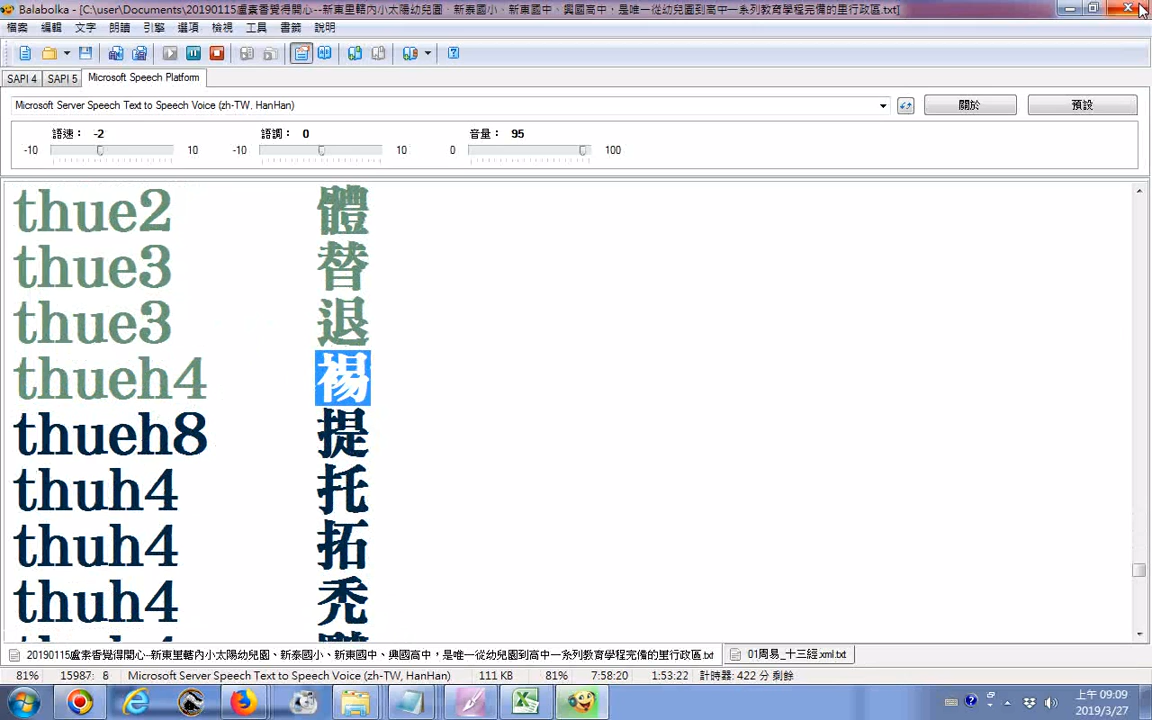 Balabolka - [C:\user\Documents\20190115盧素香覺得開心--新東里轄內小太陽幼兒園、新泰國小、新東國中、興國高中，是唯一從幼兒園到高中一系列教育學程完備的里行政區.txt]
檔案 編輯 文字 朗讀 引擎 選項 檢視 工具 書籤 說明
SAPI 4 SAPI 5 Microsoft Speech Platform
Microsoft Server Speech Text to Speech Voice (zh-TW, HanHan) 關於 預設
語速： -2 語調： 0 音量： 95
-10 10 -10 10 0 100
thue2 體
thue3 替
thue3 退
thueh4 裼
thueh8 提
thuh4 托
thuh4 拓
thuh4 禿
20190115盧素香覺得開心--新東里轄內小太陽幼兒園、新泰國小、新東國中、興國高中，是唯一從幼兒園到高中一系列教育學程完備的里行政區.txt 01周易_十三經.xml.txt
81% 15987: 8 Microsoft Server Speech Text to Speech Voice (zh-TW, HanHan) 111 KB 81% 7:58:20 1:53:22 計時器: 422 分 剩餘
上午 09:09
2019/3/27